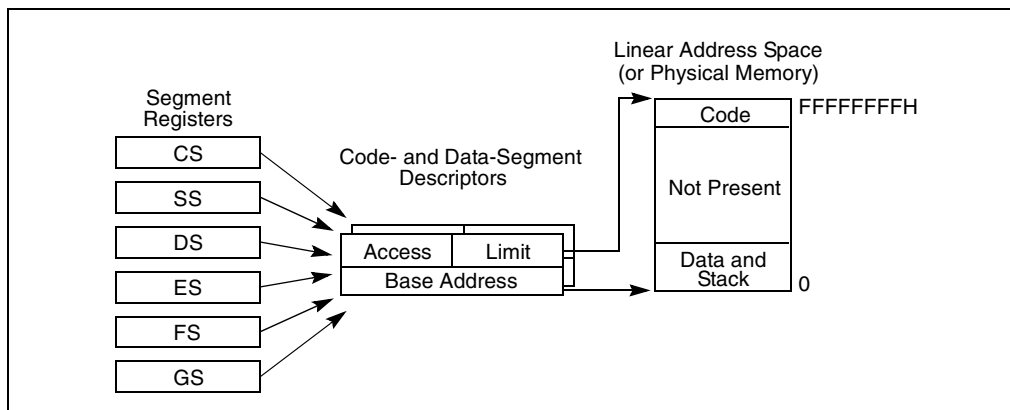 Segment
Registers
CS
SS
DS
ES
FS
GS
Code- and Data-Segment
Descriptors
Access
Limit
Base Address
Linear Address Space
(or Physical Memory)
Code
FFFFFFFFH
Not Present
Data and
Stack
0